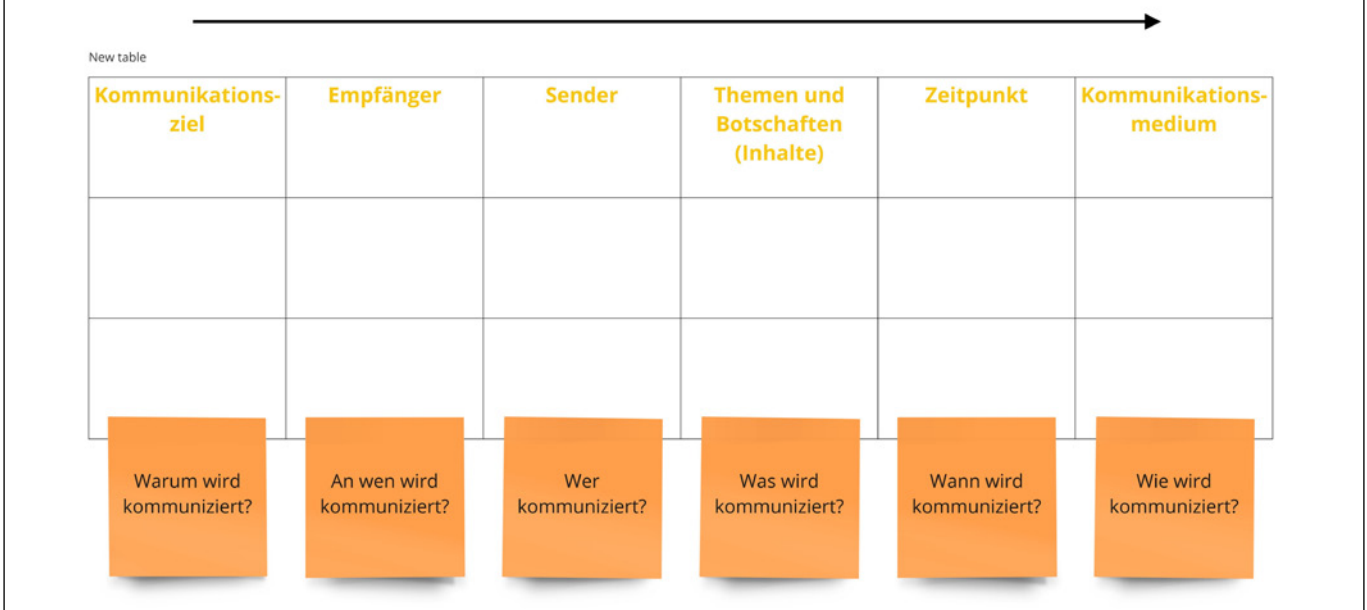 New table
Kommunikations-
ziel
Empfänger
Sender
Themen und
Botschaften
(Inhalte)
Zeitpunkt
Kommunikations-
medium
Warum wird
kommuniziert?
An wen wird
kommuniziert?
Wer
kommuniziert?
Was wird
kommuniziert?
Wann wird
kommuniziert?
Wie wird
kommuniziert?